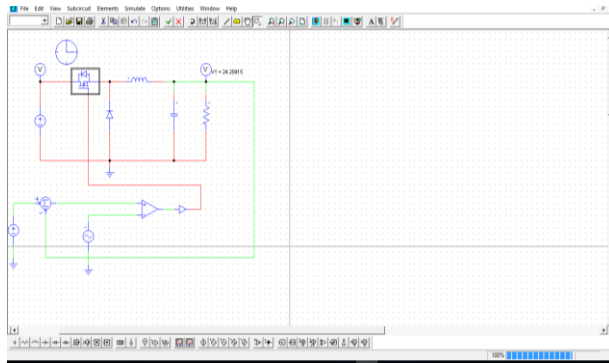 File Edit View Subcircuit Elements Simulate Options Utilities Window Help
V
V
V1 = 24.20915
100%